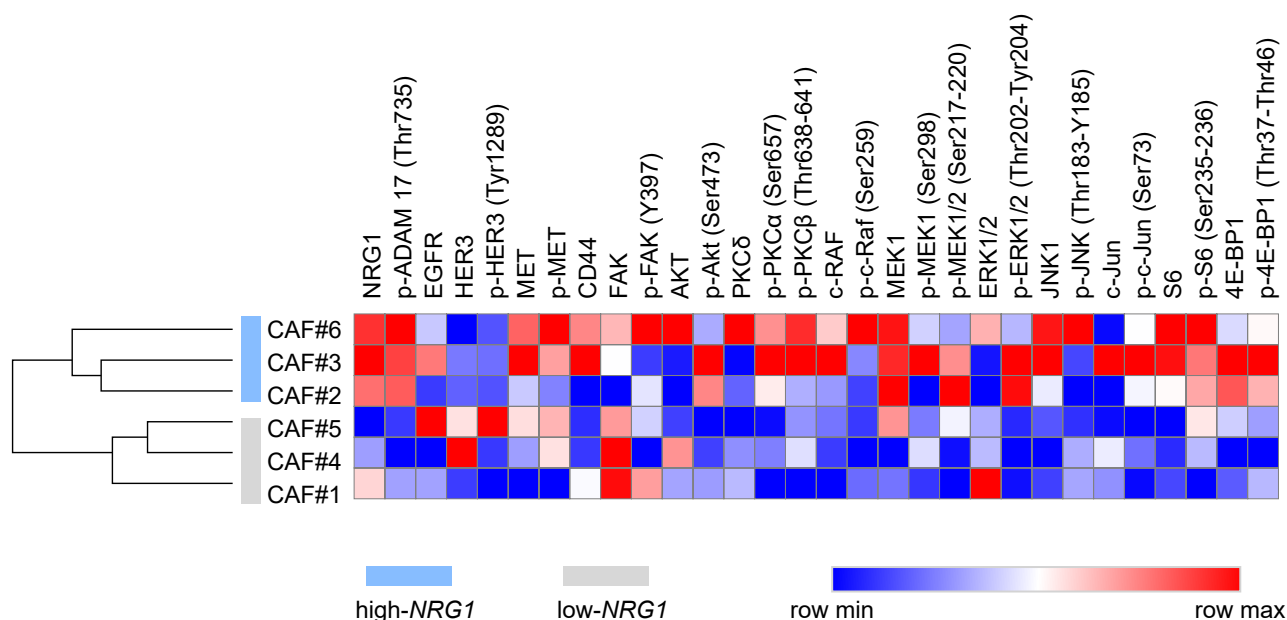 NRG1
p-ADAM 17 (Thr735)
EGFR
HER3
p-HER3 (Tyr1289)
MET
p-MET
CD44
FAK
p-FAK (Y397)
AKT
p-Akt (Ser473)
PKCδ
p-PKCα (Ser657)
p-PKCβ (Thr638-641)
c-RAF
p-c-Raf (Ser259)
MEK1
p-MEK1 (Ser298)
p-MEK1/2 (Ser217-220)
ERK1/2
p-ERK1/2 (Thr202-Tyr204)
JNK1
p-JNK (Thr183-Y185)
c-Jun
p-c-Jun (Ser73)
S6
p-S6 (Ser235-236)
4E-BP1
p-4E-BP1 (Thr37-Thr46)
CAF#6
CAF#3
CAF#2
CAF#5
CAF#4
CAF#1
high-NRG1
low-NRG1
row min
row max